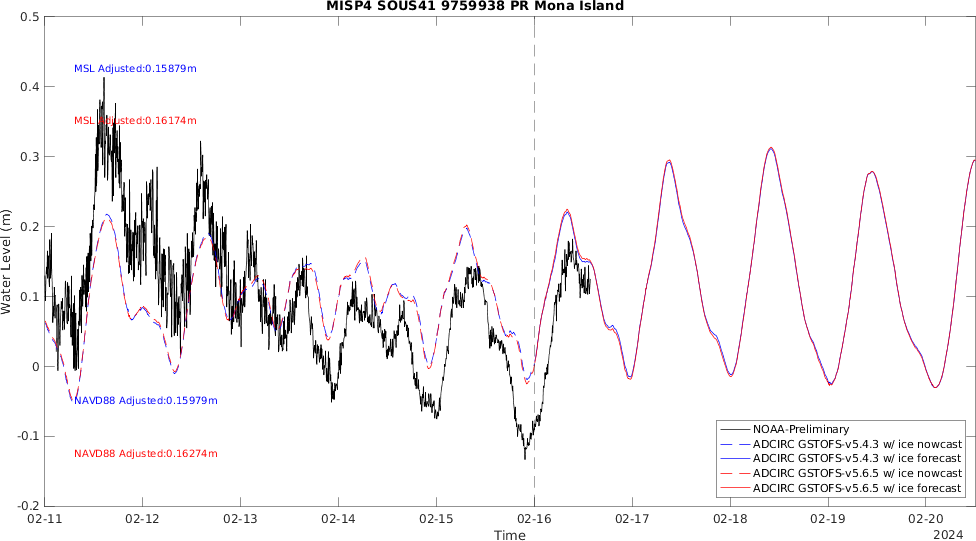 MISP4 SOUS41 9759938 PR Mona Island
0.5
0.4
0.3
0.2
0.1
0
-0.1
-0.2
Water Level (m)
MSL Adjusted:0.15879m
MSL Adjusted:0.16174m
NAVD88 Adjusted:0.15979m
NAVD88 Adjusted:0.16274m
NOAA-Preliminary
ADCIRC GSTOFS-v5.4.3 w/ ice nowcast
ADCIRC GSTOFS-v5.4.3 w/ ice forecast
ADCIRC GSTOFS-v5.6.5 w/ ice nowcast
ADCIRC GSTOFS-v5.6.5 w/ ice forecast
02-11 02-12 02-13 02-14 02-15 02-16 02-17 02-18 02-19 02-20
Time
2024